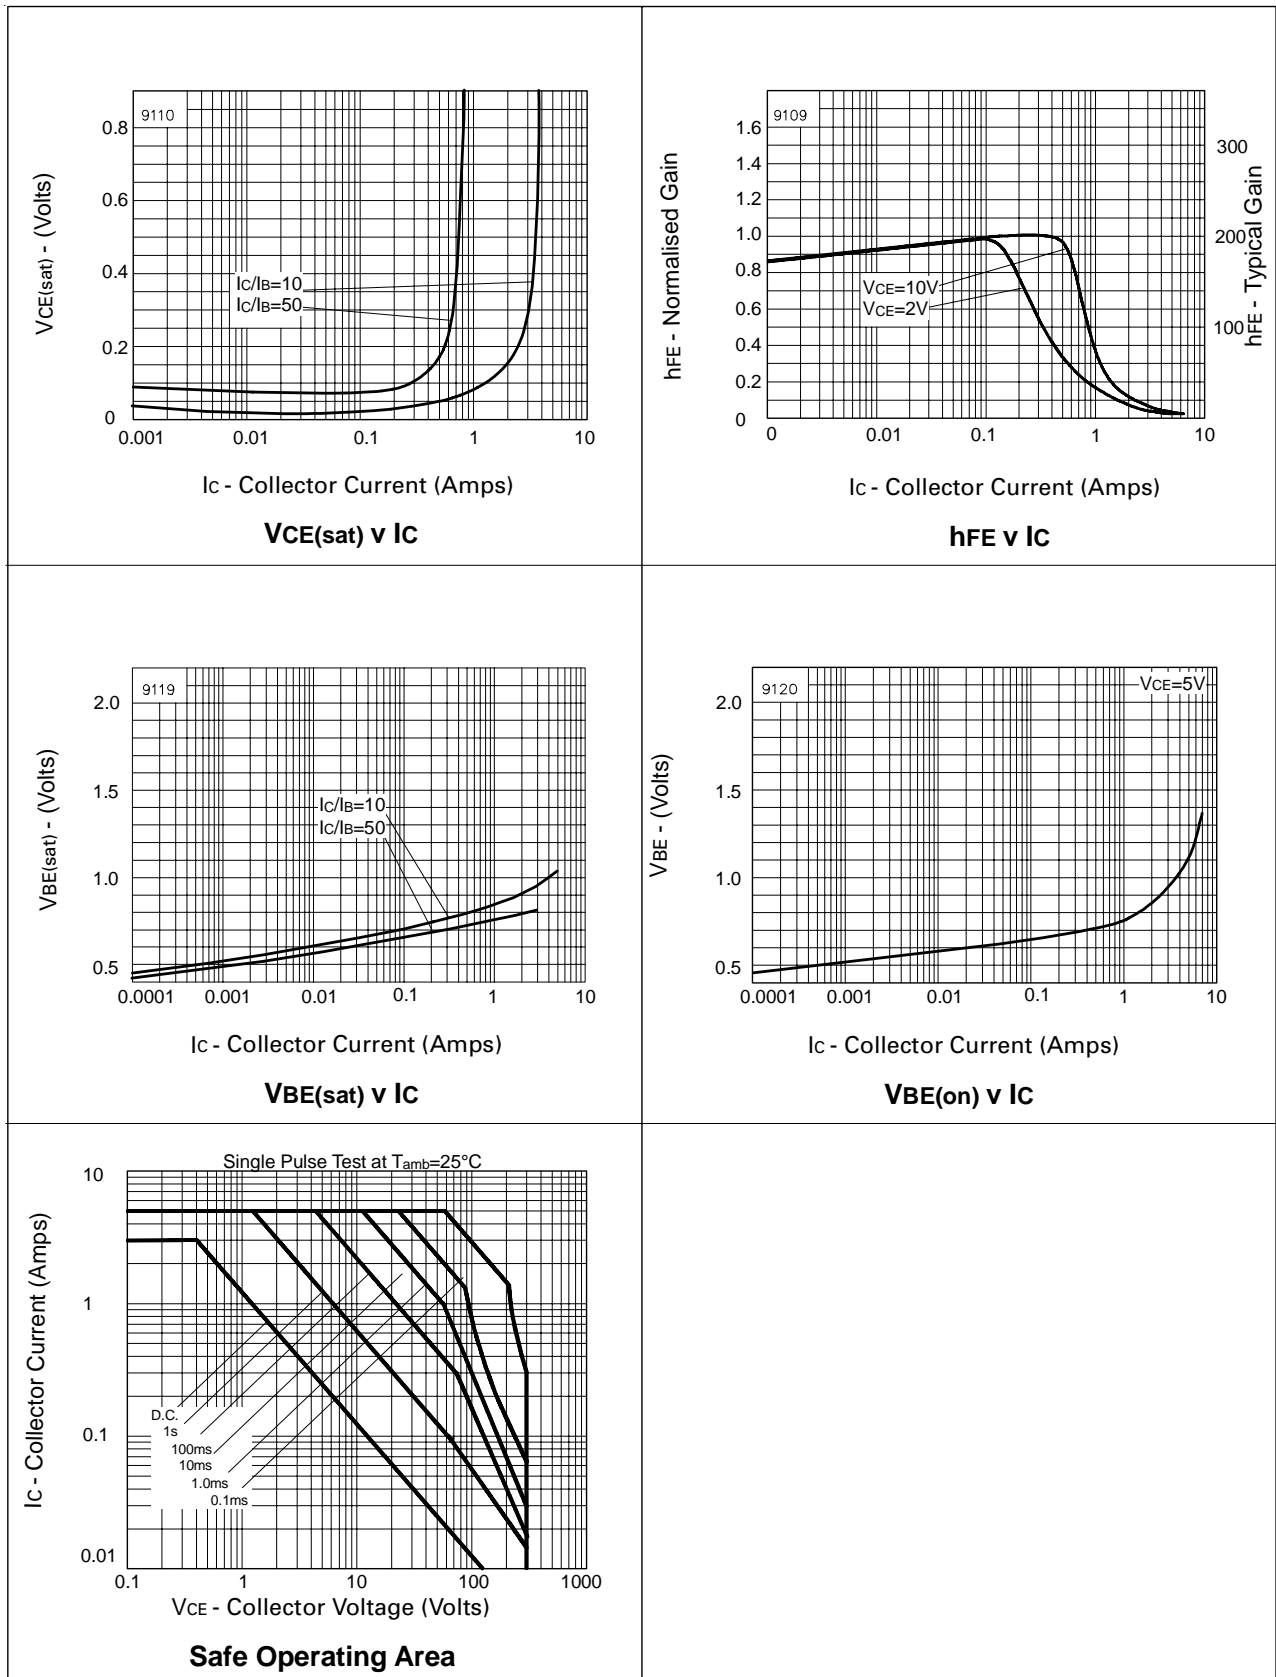 9110
0.8
0.6
0.4
0.2
0
VCE(sat) - (Volts)
IC/IB=10
IC/IB=50
0.001 0.01 0.1 1 10
IC - Collector Current (Amps)
VCE(sat) v IC
9109
1.6
1.4
1.2
1.0
0.8
0.6
0.4
0.2
0
hFE - Normalised Gain
300
200
100
hFE - Typical Gain
VCE=10V
VCE=2V
0 0.01 0.1 1 10
IC - Collector Current (Amps)
hFE v IC
9119
2.0
1.5
1.0
0.5
VBE(sat) - (Volts)
IC/IB=10
IC/IB=50
0.0001 0.001 0.01 0.1 1 10
IC - Collector Current (Amps)
VBE(sat) v IC
9120
VCE=5V
2.0
1.5
1.0
0.5
VBE - (Volts)
0.0001 0.001 0.01 0.1 1 10
IC - Collector Current (Amps)
VBE(on) v IC
Single Pulse Test at Tamb=25°C
10
1
0.1
0.01
IC - Collector Current (Amps)
D.C.
1s
100ms
10ms
1.0ms
0.1ms
0.1 1 10 100 1000
VCE - Collector Voltage (Volts)
Safe Operating Area